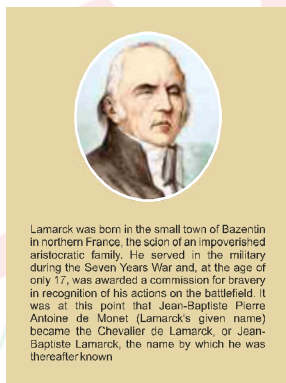 Lamarck was born in the small town of Bazentin
in northern France, the scion of an impoverished
aristocratic family. He served in the military
during the Seven Years War and, at the age of
only 17, was awarded a commission for bravery
in recognition of his actions on the battlefield. It
was at this point that Jean-Baptiste Pierre
Antoine de Monet (Lamarck's given name)
became the Chevalier de Lamarck, or Jean-
Baptiste Lamarck, the name by which he was
thereafter known